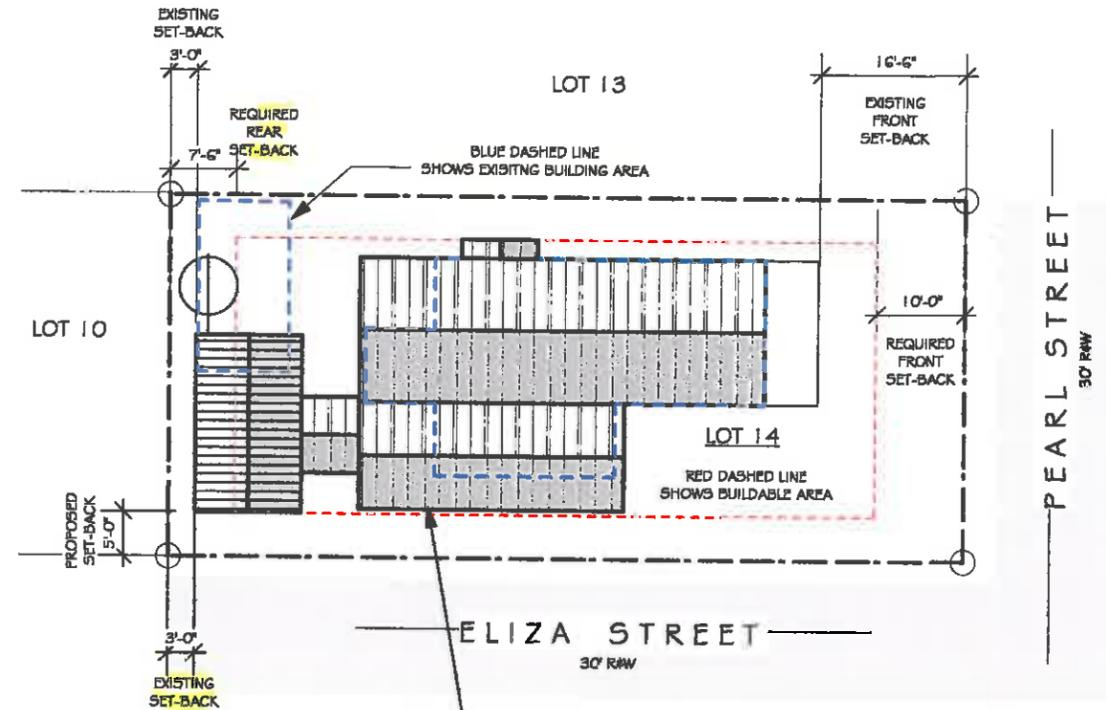 EXISTING
SET-BACK
3'-0"
REQUIRED
REAR
SET-BACK
7'-6"
LOT 13
BLUE DASHED LINE
SHOWS EXISITNG BUILDING AREA
16'-6"
EXISTING
FRONT
SET-BACK
LOT 10
10'-0"
REQUIRED
FRONT
SET-BACK
PEARL STREET
30' R/W
LOT 14
RED DASHED LINE
SHOWS BUILDABLE AREA
PROPOSED
SET-BACK
5'-0"
ELIZA STREET
30' R/W
3'-0"
EXISTING
SET-BACK